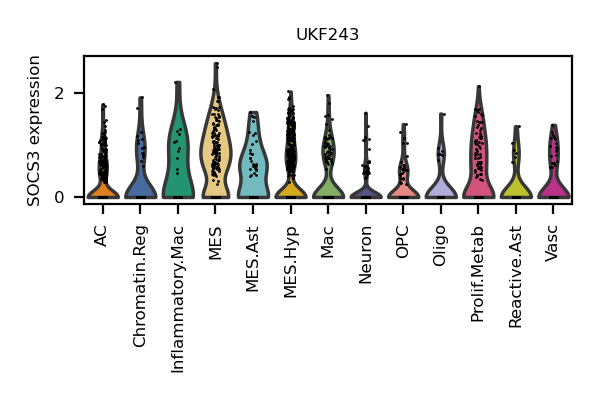 UKF243
SOCS3 expression
2
0
AC
Chromatin.Reg
Inflammatory.Mac
MES
MES.Ast
MES.Hyp
Mac
Neuron
OPC
Oligo
Prolif.Metab
Reactive.Ast
Vasc